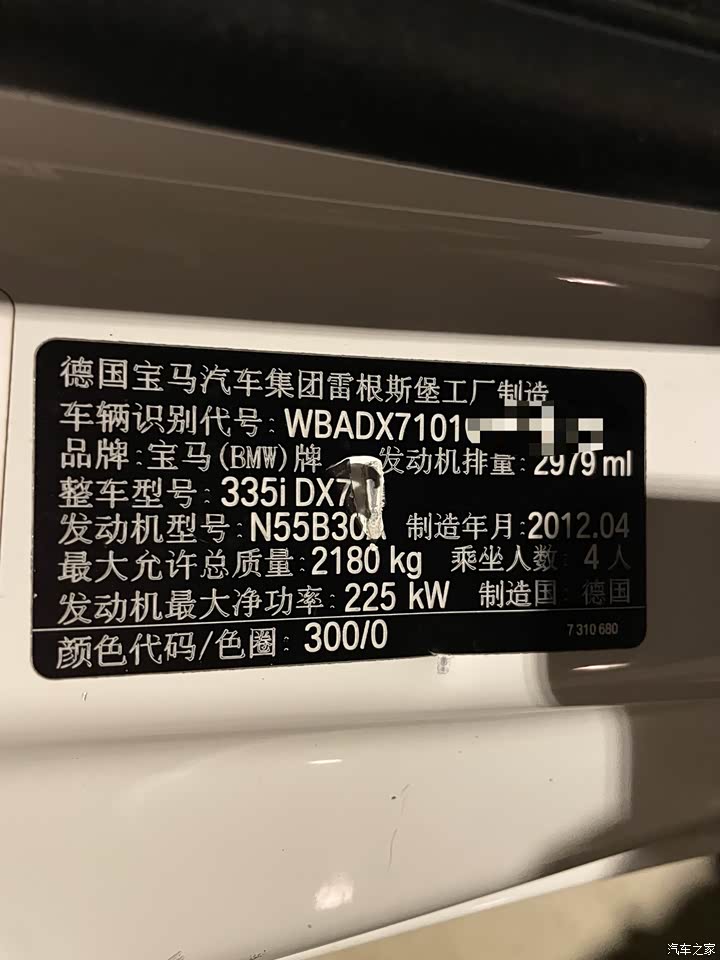 德国宝马汽车集团雷根斯堡工厂制造
车辆识别代号: WBADX7101
品牌:宝马(BMW)牌 发动机排量:2979 ml
整车型号: 335i DX7
发动机型号: N55B30 制造年月:2012.04
最大允许总质量: 2180 kg 乘坐人数: 4 人
发动机最大净功率: 225 kW 制造国: 德国
颜色代码/色圈: 300/0 7 310 680
汽车之家